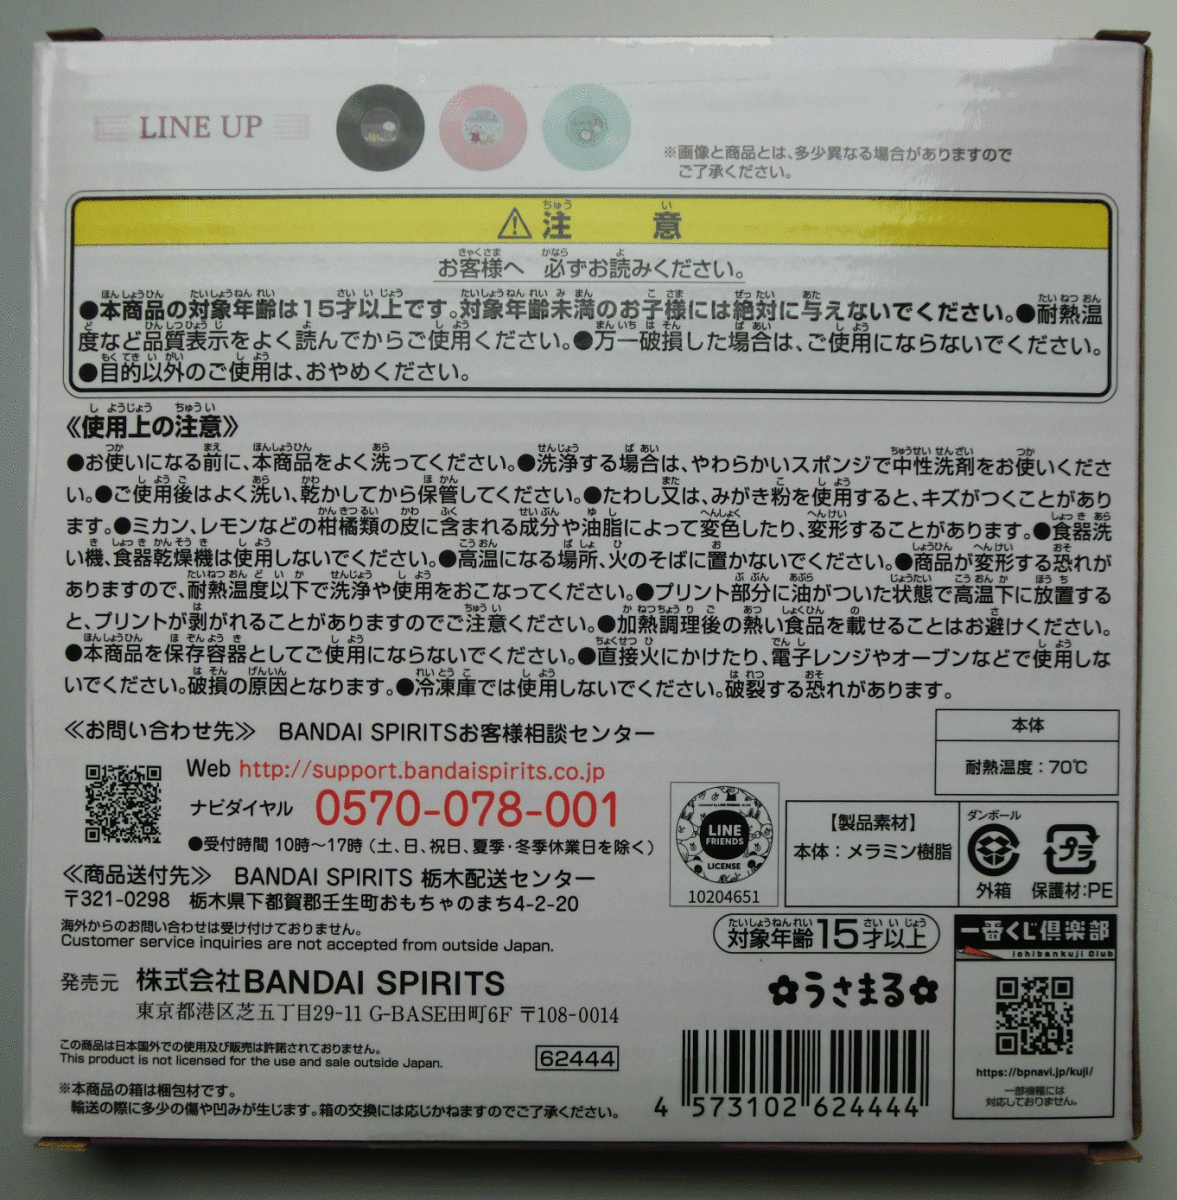 LINE UP
※画像と商品とは、多少異なる場合がありますので
ご了承ください。
⚠注意
お客様へ 必ずお読みください。
●本商品の対象年齢は15才以上です。対象年齢未満のお子様には絶対に与えないでください。●耐熱温
度など品質表示をよく読んでからご使用ください。●万一破損した場合は、ご使用にならないでください。
●目的以外のご使用は、おやめください。
《使用上の注意》
●お使いになる前に、本商品をよく洗ってください。●洗浄する場合は、やわらかいスポンジで中性洗剤をお使いくださ
い。●ご使用後はよく洗い、乾かしてから保管してください。●たわし又は、みがき粉を使用すると、キズがつくことがあり
ます。●ミカン、レモンなどの柑橘類の皮に含まれる成分や油脂によって変色したり、変形することがあります。●食器洗
い機、食器乾燥機は使用しないでください。●高温になる場所、火のそばに置かないでください。●商品が変形する恐れが
ありますので、耐熱温度以下で洗浄や使用をおこなってください。●プリント部分に油がついた状態で高温下に放置する
と、プリントが剥がれることがありますのでご注意ください。●加熱調理後の熱い食品を載せることはお避けください。
●本商品を保存容器としてご使用にならないでください。●直接火にかけたり、電子レンジやオーブンなどで使用しな
いでください。破損の原因となります。●冷凍庫では使用しないでください。破裂する恐れがあります。
≪お問い合わせ先≫ BANDAI SPIRITSお客様相談センター
Web http://support.bandaispirits.co.jp
ナビダイヤル 0570-078-001
●受付時間 10時～17時（土、日、祝日、夏季・冬季休業日を除く）
≪商品送付先≫ BANDAI SPIRITS 栃木配送センター
〒321-0298 栃木県下都賀郡壬生町おもちゃのまち4-2-20
海外からのお問い合わせは受け付けておりません。
Customer service inquiries are not accepted from outside Japan.
発売元 株式会社BANDAI SPIRITS
東京都港区芝五丁目29-11 G-BASE田町6F 〒108-0014
この商品は日本国外での使用及び販売は許諾されておりません。
This product is not licensed for the use and sale outside Japan.
62444
※本商品の箱は梱包材です。
輸送の際に多少の傷や凹みが生じます。箱の交換には応じかねますのでご了承ください。
本体
耐熱温度：70℃
LINE
FRIENDS
LICENSE
10204651
【製品素材】
本体：メラミン樹脂
ダンボール
外箱
プラ
保護材：PE
対象年齢15才以上
一番くじ倶楽部
ichibankuji Club
✿うさまる✿
https://bpnavi.jp/kuji/
一部機種には
対応しておりません。
4 573102 624444